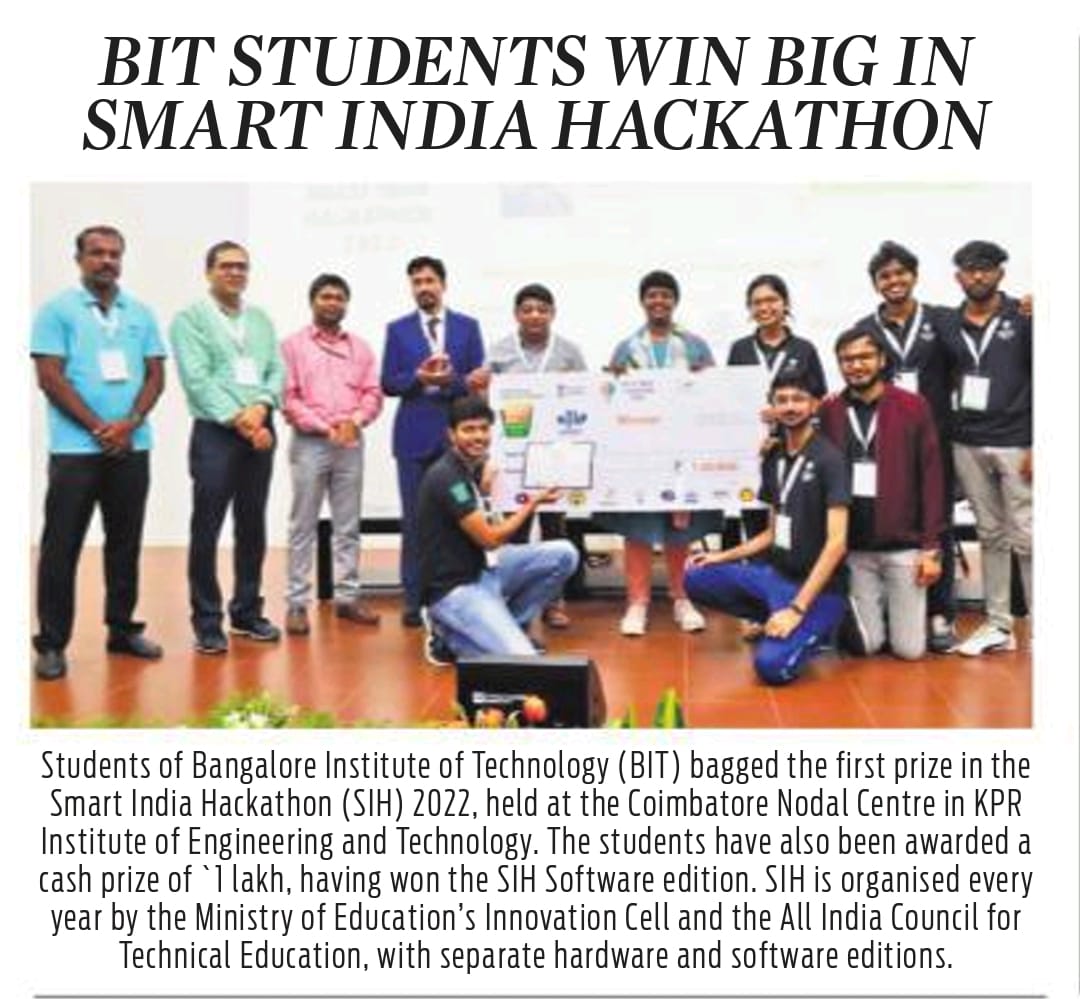 BIT STUDENTS WIN BIG IN
SMART INDIA HACKATHON
Students of Bangalore Institute of Technology (BIT) bagged the first prize in the
Smart India Hackathon (SIH) 2022, held at the Coimbatore Nodal Centre in KPR
Institute of Engineering and Technology. The students have also been awarded a
cash prize of `1 lakh, having won the SIH Software edition. SIH is organised every
year by the Ministry of Education’s Innovation Cell and the All India Council for
Technical Education, with separate hardware and software editions.